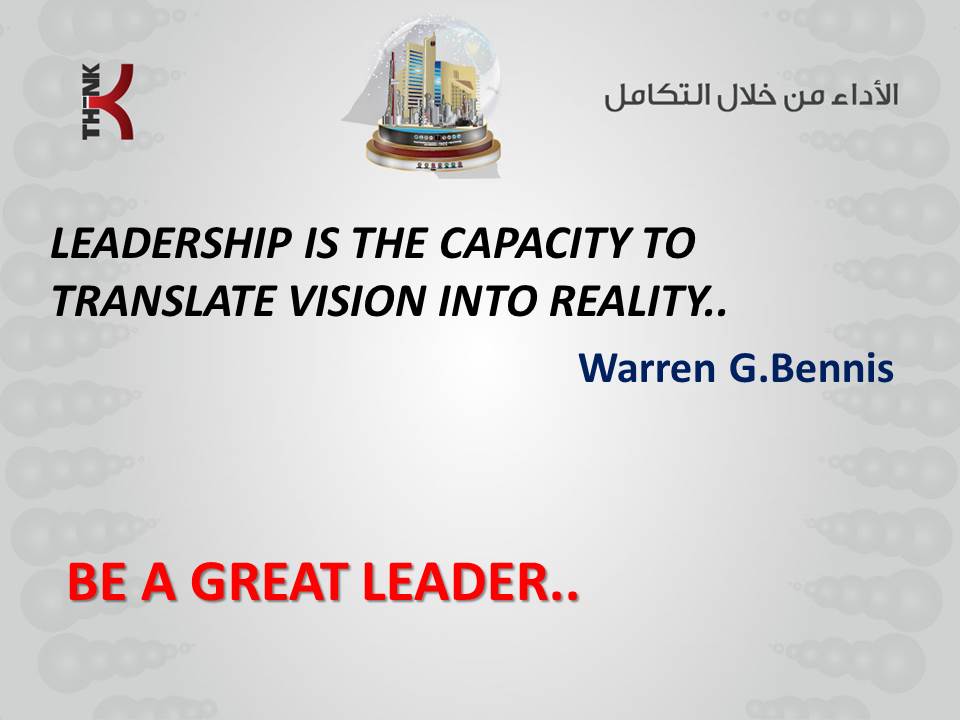 THINK
الأداء من خلال التكامل
LEADERSHIP IS THE CAPACITY TO
TRANSLATE VISION INTO REALITY..
Warren G.Bennis
BE A GREAT LEADER..